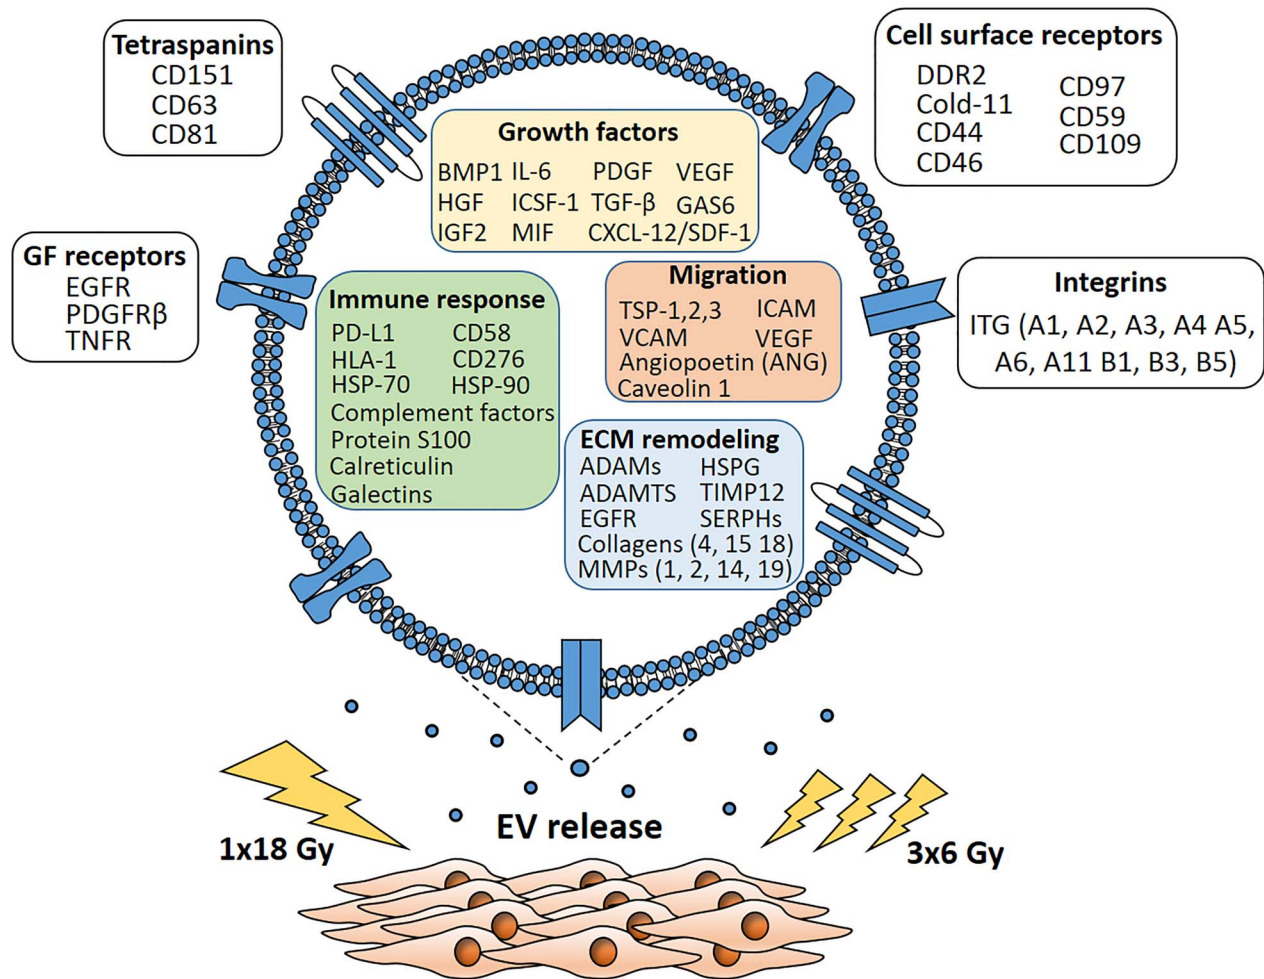 Tetraspanins
CD151
CD63
CD81
Cell surface receptors
DDR2
Cold-11
CD44
CD46
CD97
CD59
CD109
Growth factors
BMP1 IL-6 PDGF VEGF
HGF ICSF-1 TGF-β GAS6
IGF2 MIF CXCL-12/SDF-1
GF receptors
EGFR
PDGFRβ
TNFR
Immune response
PD-L1 CD58
HLA-1 CD276
HSP-70 HSP-90
Complement factors
Protein S100
Calreticulin
Galectins
Migration
TSP-1,2,3 ICAM
VCAM VEGF
Angiopoetin (ANG)
Caveolin 1
Integrins
ITG (A1, A2, A3, A4 A5,
A6, A11 B1, B3, B5)
ECM remodeling
ADAMs HSPG
ADAMTS TIMP12
EGFR SERPHs
Collagens (4, 15 18)
MMPs (1, 2, 14, 19)
1x18 Gy
EV release
3x6 Gy